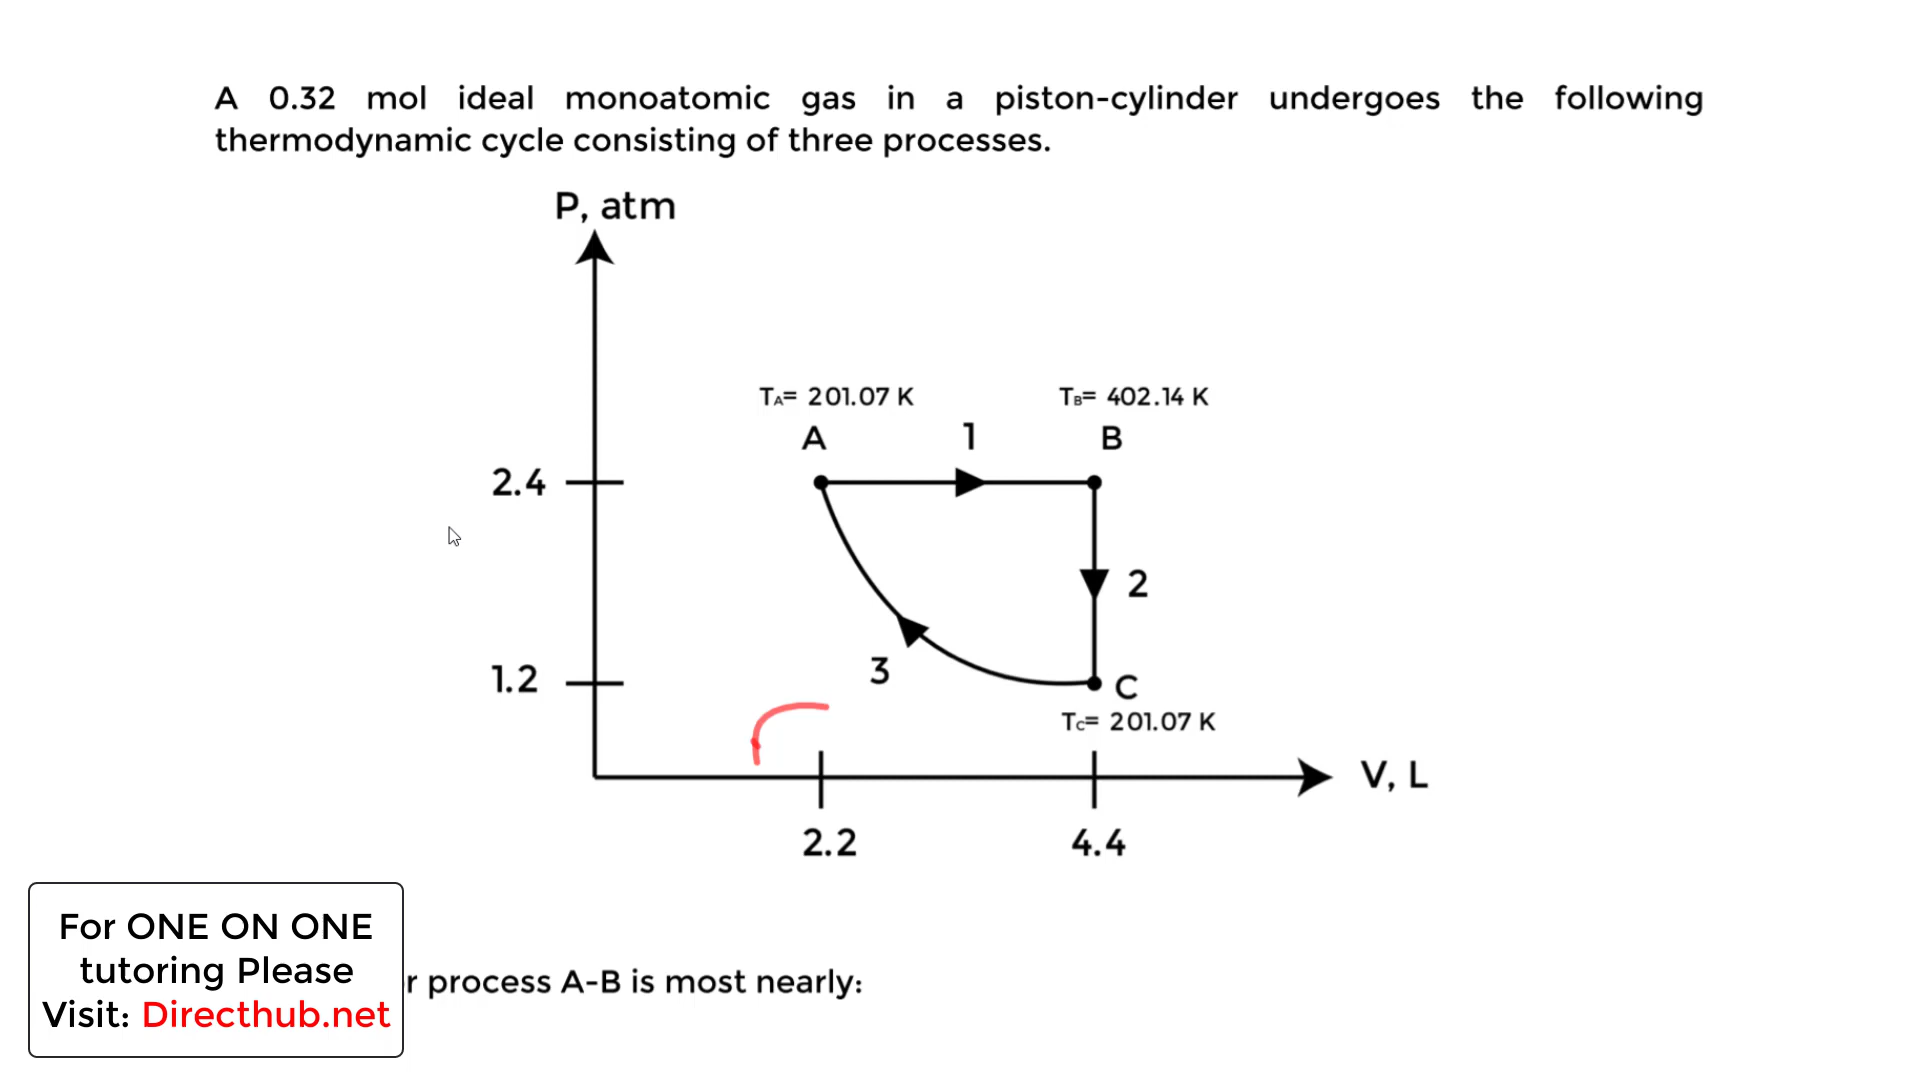 A 0.32 mol ideal monoatomic gas in a piston-cylinder undergoes the following
thermodynamic cycle consisting of three processes.
P, atm
TA= 201.07 K
TB= 402.14 K
A
1
B
2.4
2
3
1.2
C
Tc= 201.07 K
V, L
2.2
4.4
For ONE ON ONE
tutoring Please
Visit: Directhub.net
r process A-B is most nearly: